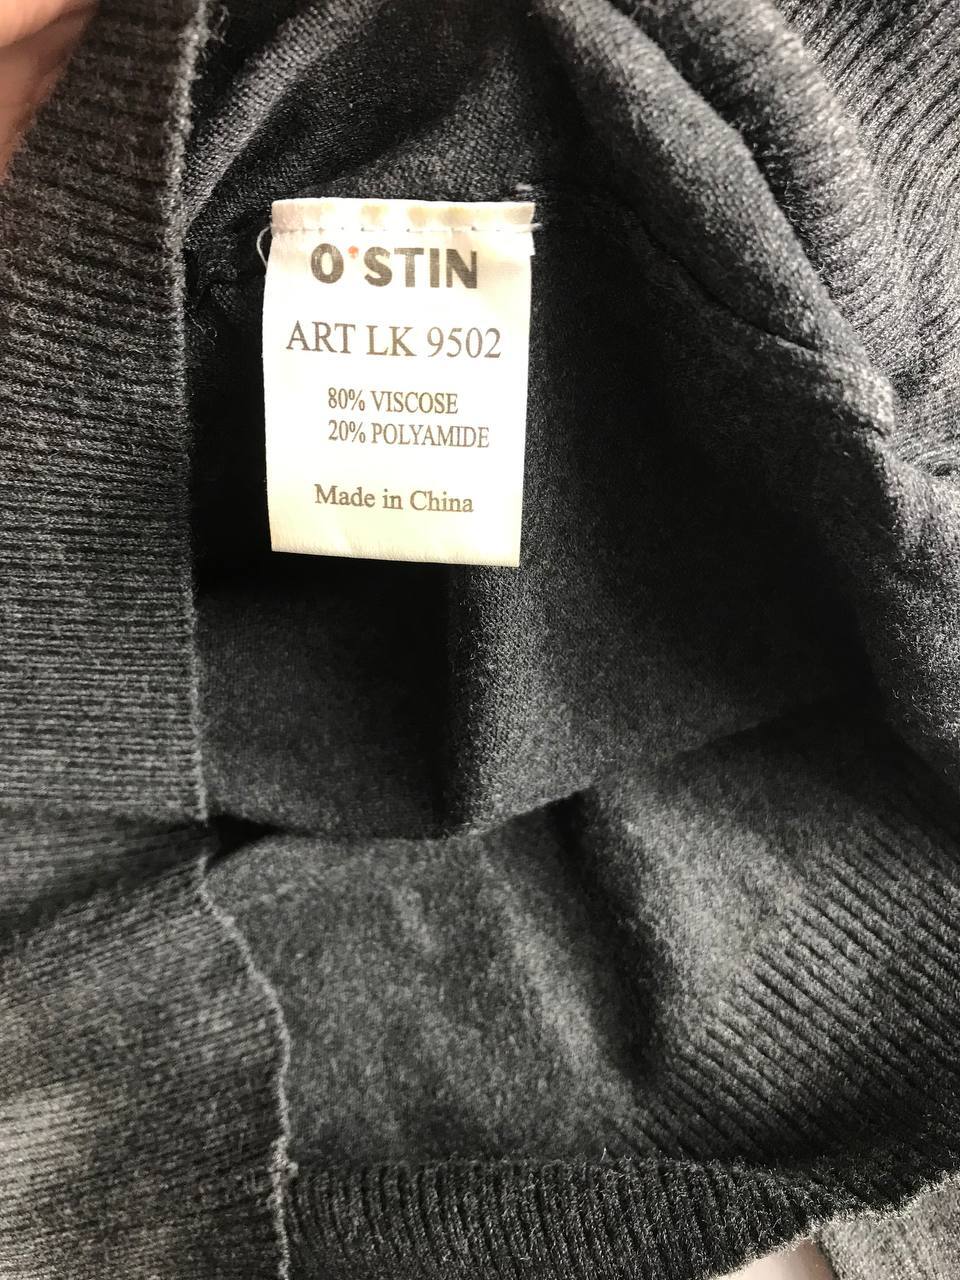 O'STIN
ART LK 9502
80% VISCOSE
20% POLYAMIDE
Made in China